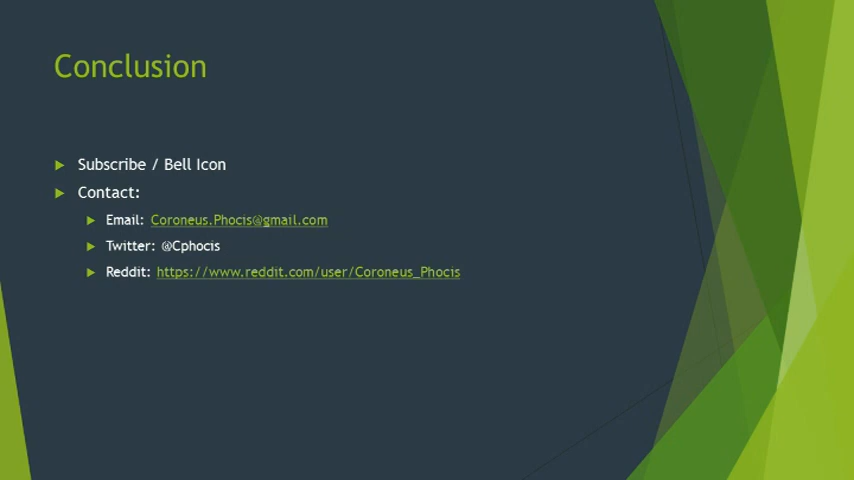 Conclusion
Subscribe / Bell Icon
Contact:
Email: Coroneus.Phocis@gmail.com
Twitter: @Cphocis
Reddit: https://www.reddit.com/user/Coroneus_Phocis